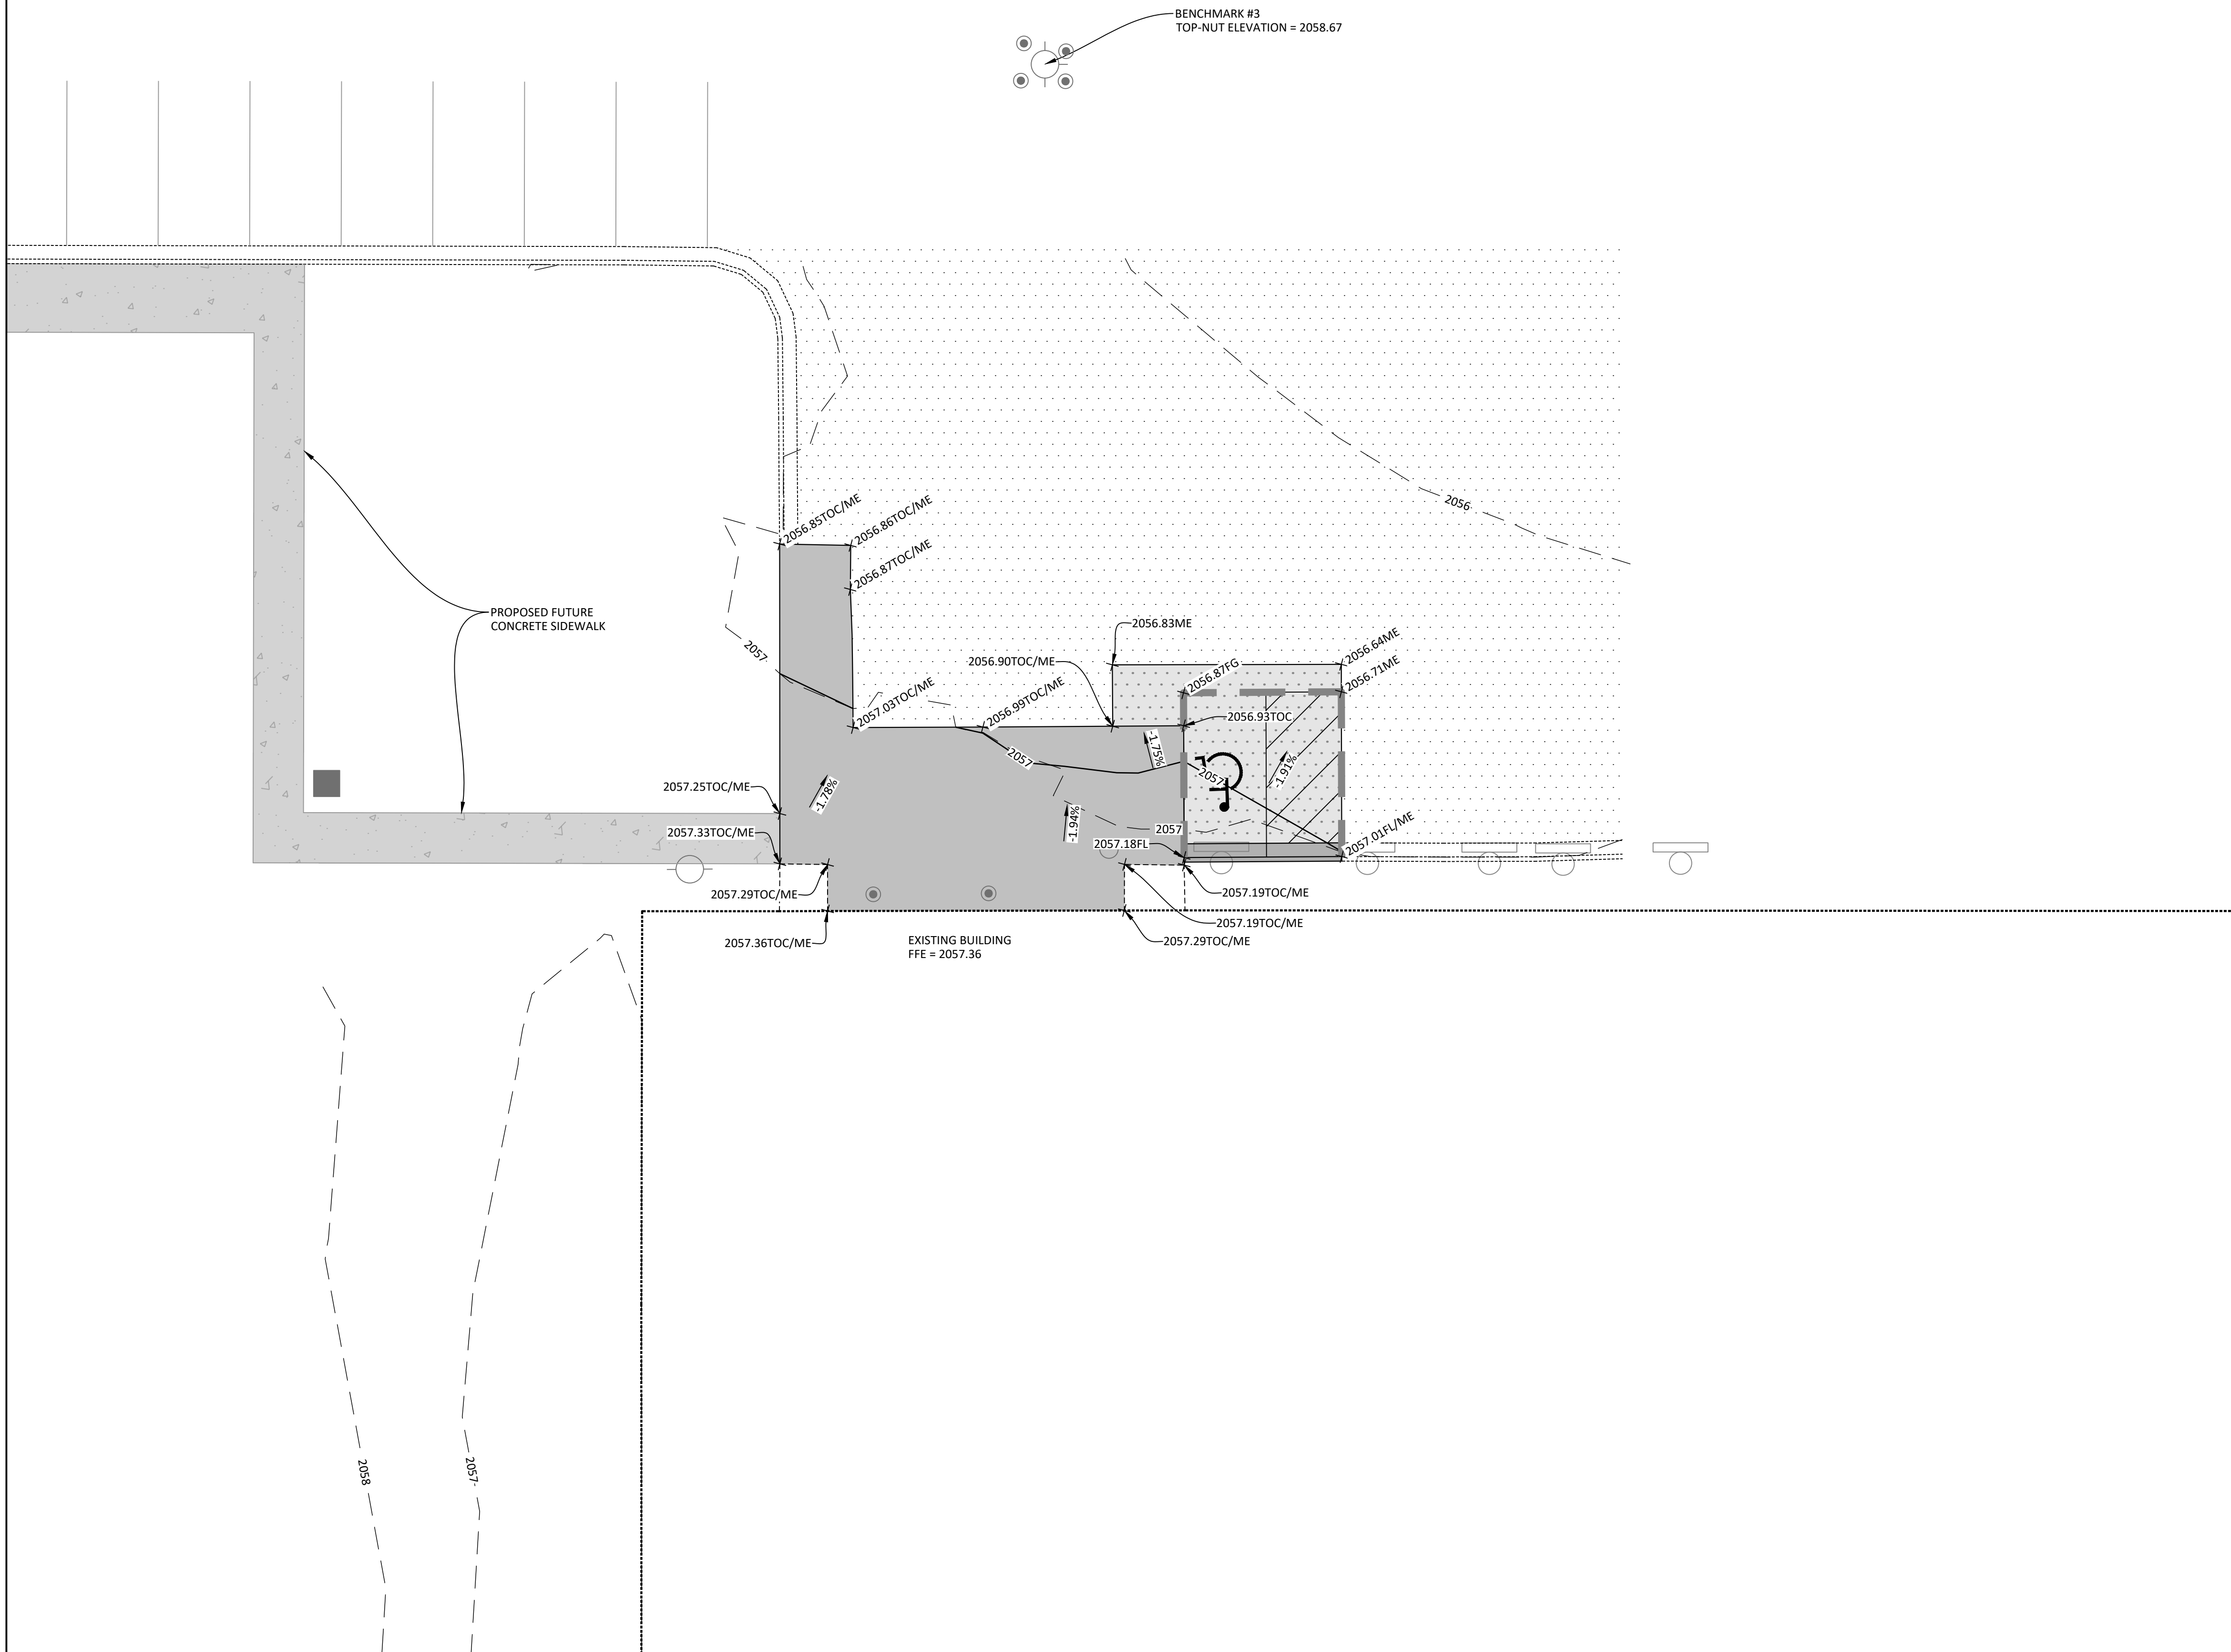 BENCHMARK #3
TOP-NUT ELEVATION = 2058.67
2056
2056.85TOC/ME
2056.86TOC/ME
2056.87TOC/ME
PROPOSED FUTURE
CONCRETE SIDEWALK
2057
2056.83ME
2056.90TOC/ME
2056.64ME
2056.87FG
2056.71ME
2057.03TOC/ME
2056.99TOC/ME
2056.93TOC
2057
-1.75%
2057
-1.91%
2057.25TOC/ME
-1.78%
-1.94%
2057
2057.33TOC/ME
2057.18FL
2057.01FL/ME
2057.29TOC/ME
2057.19TOC/ME
2057.19TOC/ME
2057.36TOC/ME
2057.29TOC/ME
EXISTING BUILDING
FFE = 2057.36
2058
2057